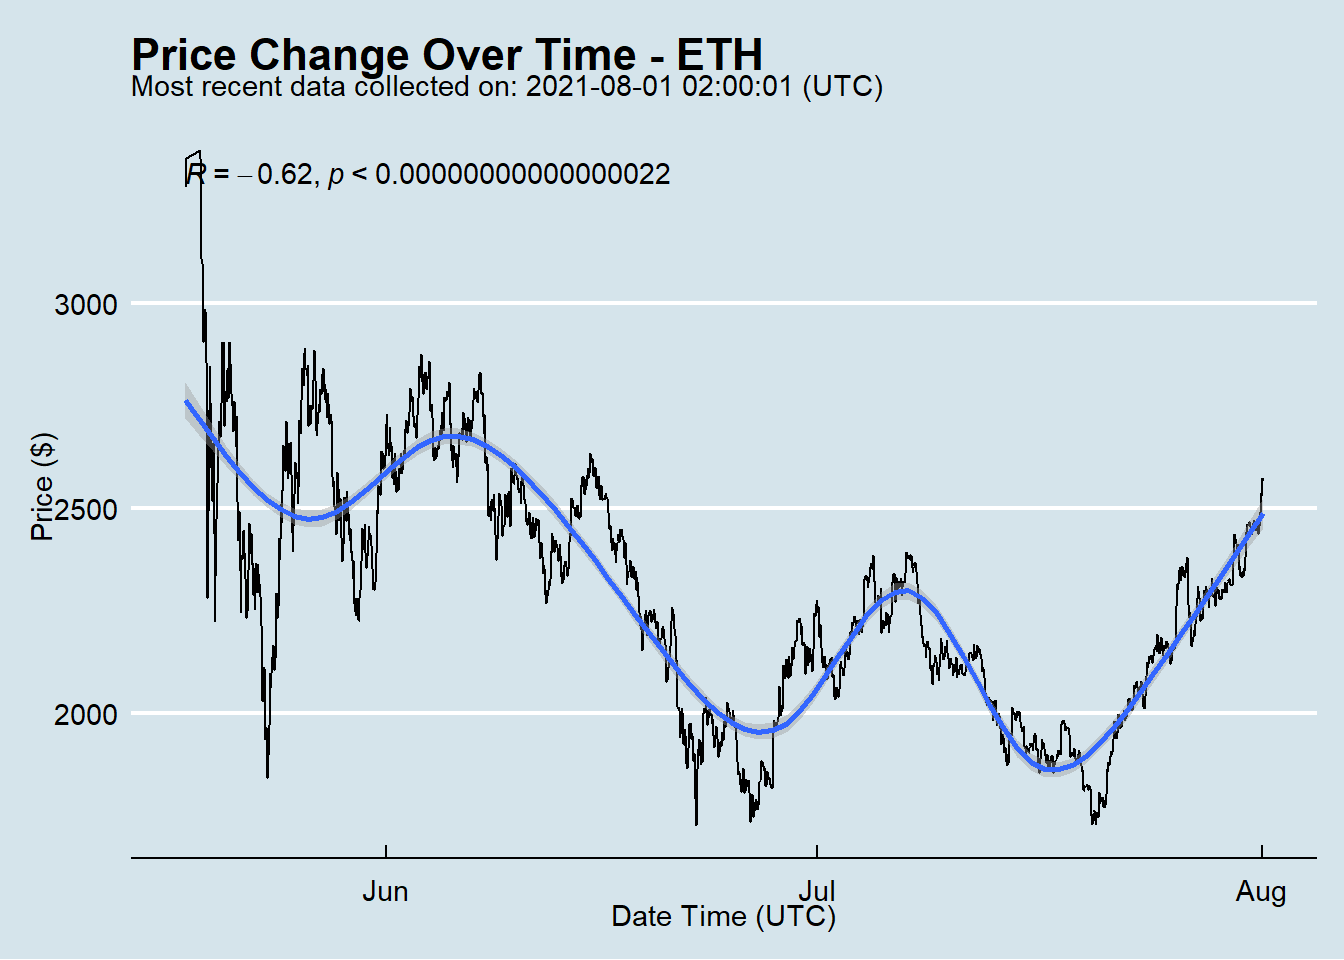 Price Change Over Time - ETH
Most recent data collected on: 2021-08-01 02:00:01 (UTC)
R = −0.62, p < 0.00000000000000022
3000
2500
2000
Price ($)
Jun
Jul
Aug
Date Time (UTC)